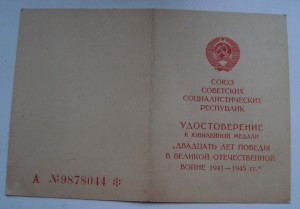 СОЮЗ
СОВЕТСКИХ
СОЦИАЛИСТИЧЕСКИХ
РЕСПУБЛИК
УДОСТОВЕРЕНИЕ
К ЮБИЛЕЙНОЙ МЕДАЛИ
„ДВАДЦАТЬ ЛЕТ ПОБЕДЫ
В ВЕЛИКОЙ ОТЕЧЕСТВЕННОЙ
ВОЙНЕ 1941—1945 гг."
А №9878044 ✻